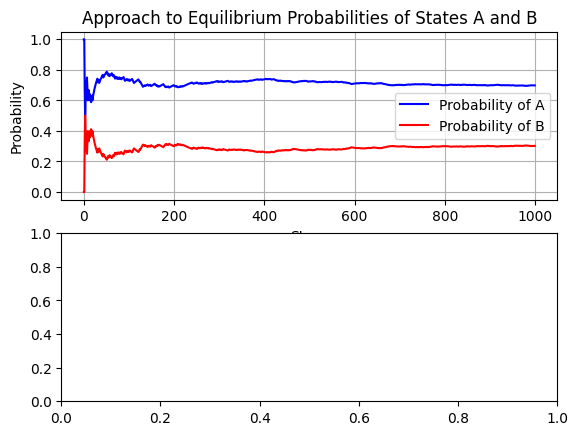 Approach to Equilibrium Probabilities of States A and B
1.0
0.8
0.6
0.4
0.2
0.0
Probability
Probability of A
Probability of B
0 200 400 600 800 1000
1.0
0.8
0.6
0.4
0.2
0.0
0.0 0.2 0.4 0.6 0.8 1.0